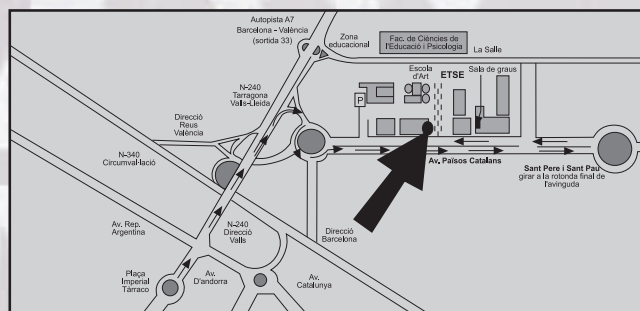 Autopista A7
Barcelona - València
(sortida 33)
Zona
educacional
Fac. de Ciències de
l'Educació i Psicologia
La Salle
Escola
d'Art
ETSE
Sala de graus
N-240
Tarragona
Valls-Lleida
P
Direcció
Reus
València
N-340
Circumval·lació
Av. Països Catalans
Sant Pere i Sant Pau
girar a la rotonda final de
l'avinguda
Av. Rep.
Argentina
N-240
Direcció
Valls
Direcció
Barcelona
Plaça
Imperial
Tàrraco
Av.
D'andorra
Av.
Catalunya